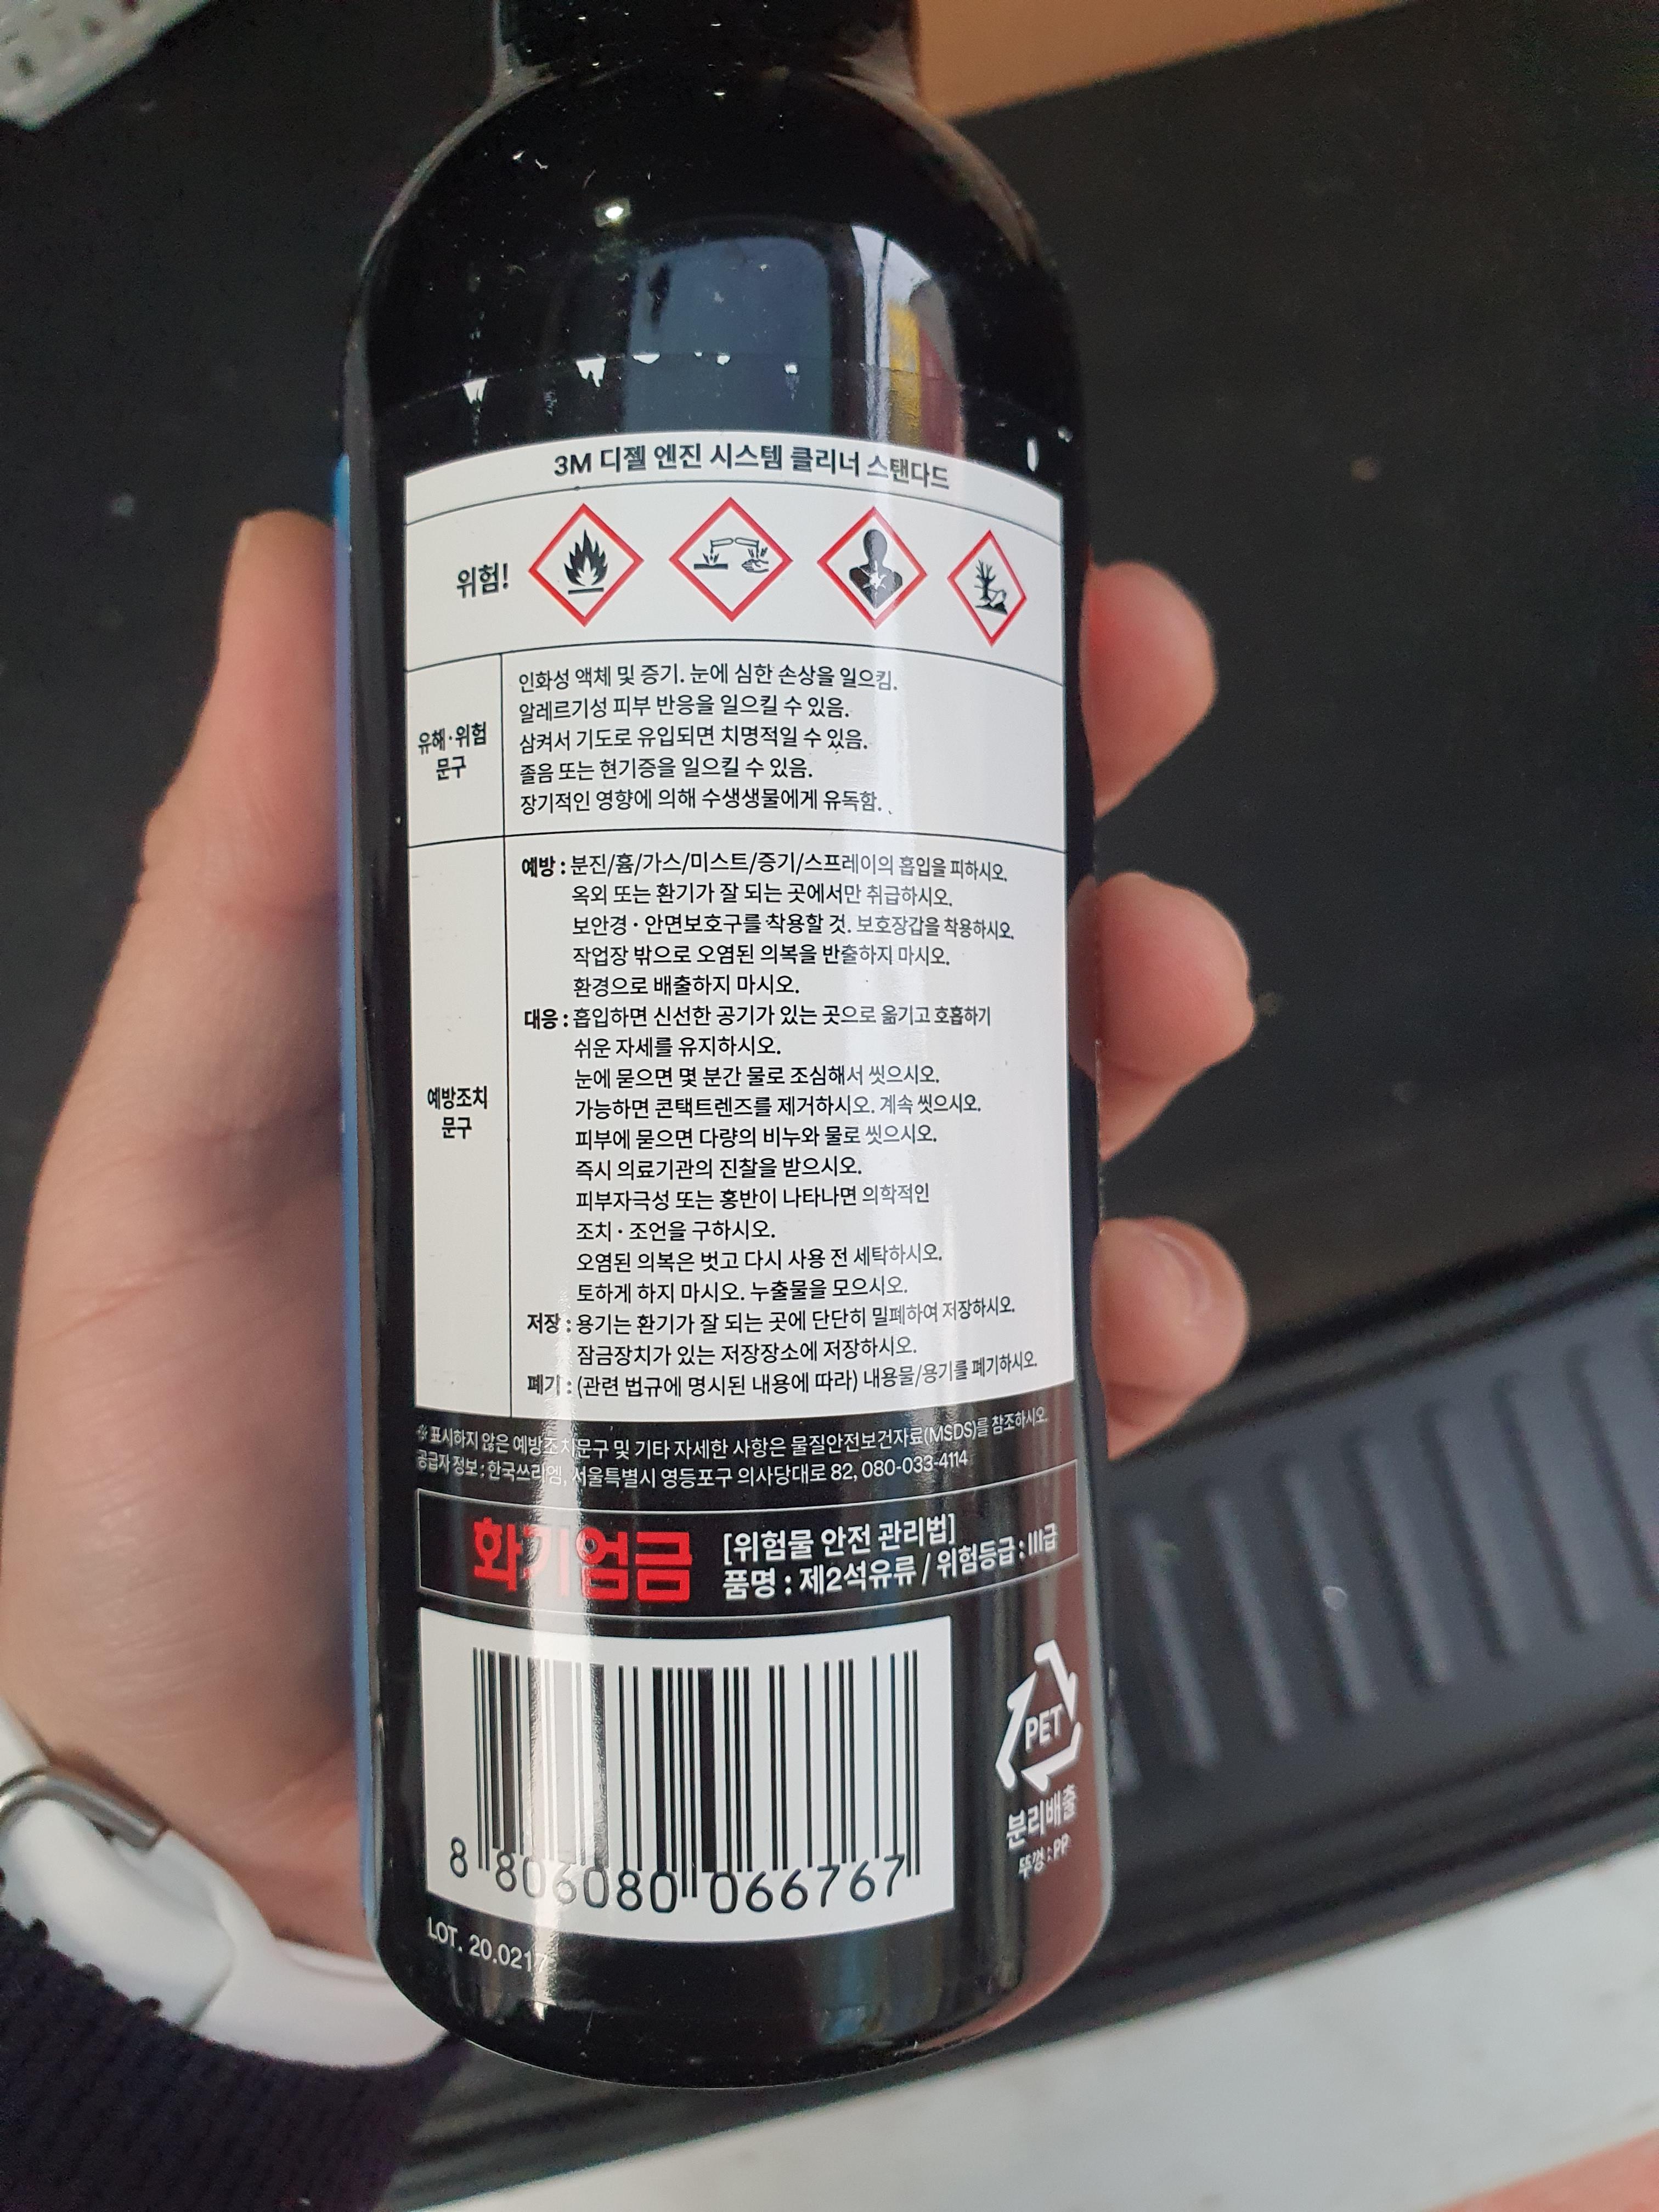 3M 디젤 엔진 시스템 클리너 스탠다드
위험!
유해·위험
문구
인화성 액체 및 증기. 눈에 심한 손상을 일으킴.
알레르기성 피부 반응을 일으킬 수 있음.
삼켜서 기도로 유입되면 치명적일 수 있음.
졸음 또는 현기증을 일으킬 수 있음.
장기적인 영향에 의해 수생생물에게 유독함.
예방조치
문구
예방 : 분진/흄/가스/미스트/증기/스프레이의 흡입을 피하시오.
옥외 또는 환기가 잘 되는 곳에서만 취급하시오.
보안경 · 안면보호구를 착용할 것. 보호장갑을 착용하시오.
작업장 밖으로 오염된 의복을 반출하지 마시오.
환경으로 배출하지 마시오.
대응 : 흡입하면 신선한 공기가 있는 곳으로 옮기고 호흡하기
쉬운 자세를 유지하시오.
눈에 묻으면 몇 분간 물로 조심해서 씻으시오.
가능하면 콘택트렌즈를 제거하시오. 계속 씻으시오.
피부에 묻으면 다량의 비누와 물로 씻으시오.
즉시 의료기관의 진찰을 받으시오.
피부자극성 또는 홍반이 나타나면 의학적인
조치 · 조언을 구하시오.
오염된 의복은 벗고 다시 사용 전 세탁하시오.
토하게 하지 마시오. 누출물을 모으시오.
저장 : 용기는 환기가 잘 되는 곳에 단단히 밀폐하여 저장하시오.
잠금장치가 있는 저장장소에 저장하시오.
폐기 : (관련 법규에 명시된 내용에 따라) 내용물/용기를 폐기하시오.
※ 표시하지 않은 예방조치문구 및 기타 자세한 사항은 물질안전보건자료(MSDS)를 참조하시오.
공급자 정보 : 한국쓰리엠, 서울특별시 영등포구 의사당대로 82, 080-033-4114
화기엄금
[위험물 안전 관리법]
품명 : 제2석유류 / 위험등급 : III급
8 806080 066767
PET
분리배출
뚜껑 : PP
LOT. 20.0217